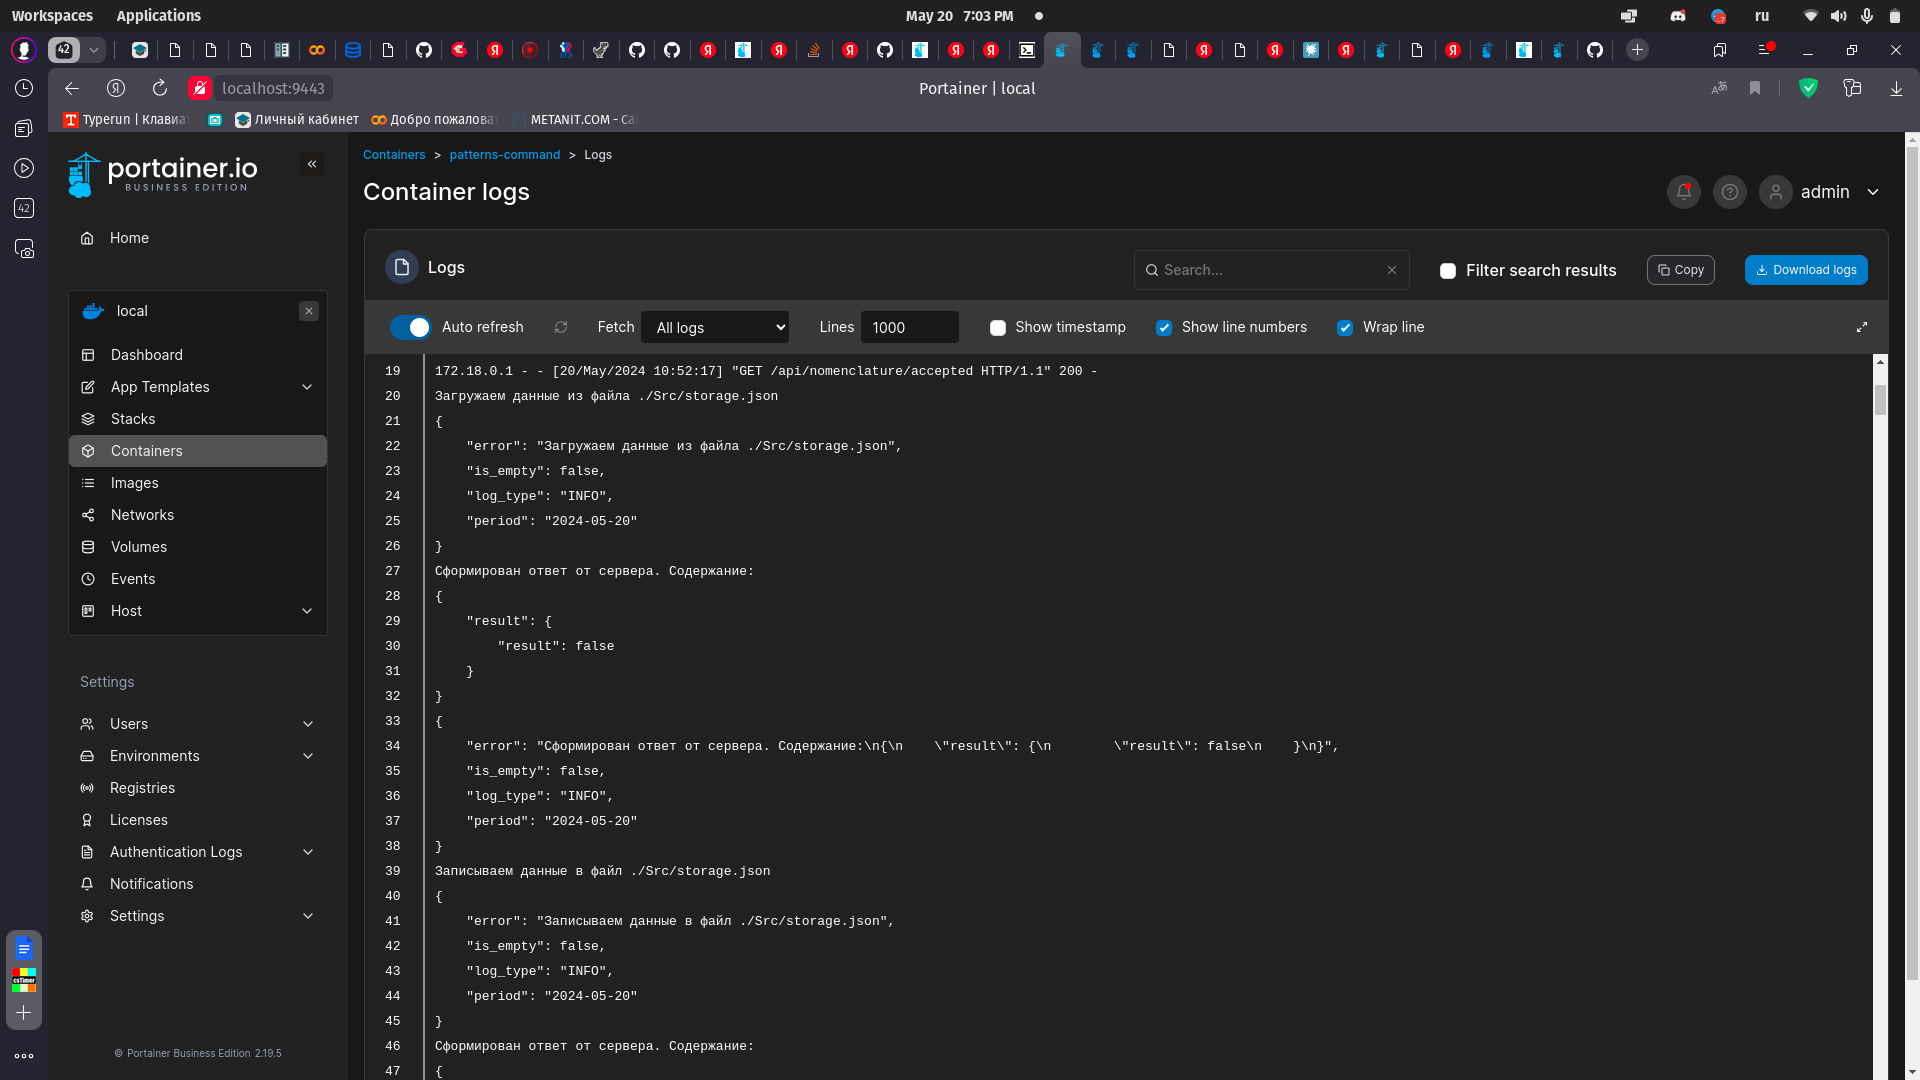 Workspaces Applications May 20 7:03 PM ru
42
localhost:9443 Portainer | local
Typerun | Клавиат Личный кабинет Добро пожалова METANIT.COM - Са
42
portainer.io
BUSINESS EDITION
Home
local
Dashboard
App Templates
Stacks
Containers
Images
Networks
Volumes
Events
Host
Settings
Users
Environments
Registries
Licenses
Authentication Logs
Notifications
Settings
© Portainer Business Edition 2.19.5
Containers > patterns-command > Logs
Container logs
admin
Logs Search... Filter search results Copy Download logs
Auto refresh Fetch All logs Lines 1000 Show timestamp Show line numbers Wrap line
19 172.18.0.1 - - [20/May/2024 10:52:17] "GET /api/nomenclature/accepted HTTP/1.1" 200 -
20 Загружаем данные из файла ./Src/storage.json
21 {
22 "error": "Загружаем данные из файла ./Src/storage.json",
23 "is_empty": false,
24 "log_type": "INFO",
25 "period": "2024-05-20"
26 }
27 Сформирован ответ от сервера. Содержание:
28 {
29 "result": {
30 "result": false
31 }
32 }
33 {
34 "error": "Сформирован ответ от сервера. Содержание:\n{\n    \"result\": {\n        \"result\": false\n    }\n}",
35 "is_empty": false,
36 "log_type": "INFO",
37 "period": "2024-05-20"
38 }
39 Записываем данные в файл ./Src/storage.json
40 {
41 "error": "Записываем данные в файл ./Src/storage.json",
42 "is_empty": false,
43 "log_type": "INFO",
44 "period": "2024-05-20"
45 }
46 Сформирован ответ от сервера. Содержание:
47 {